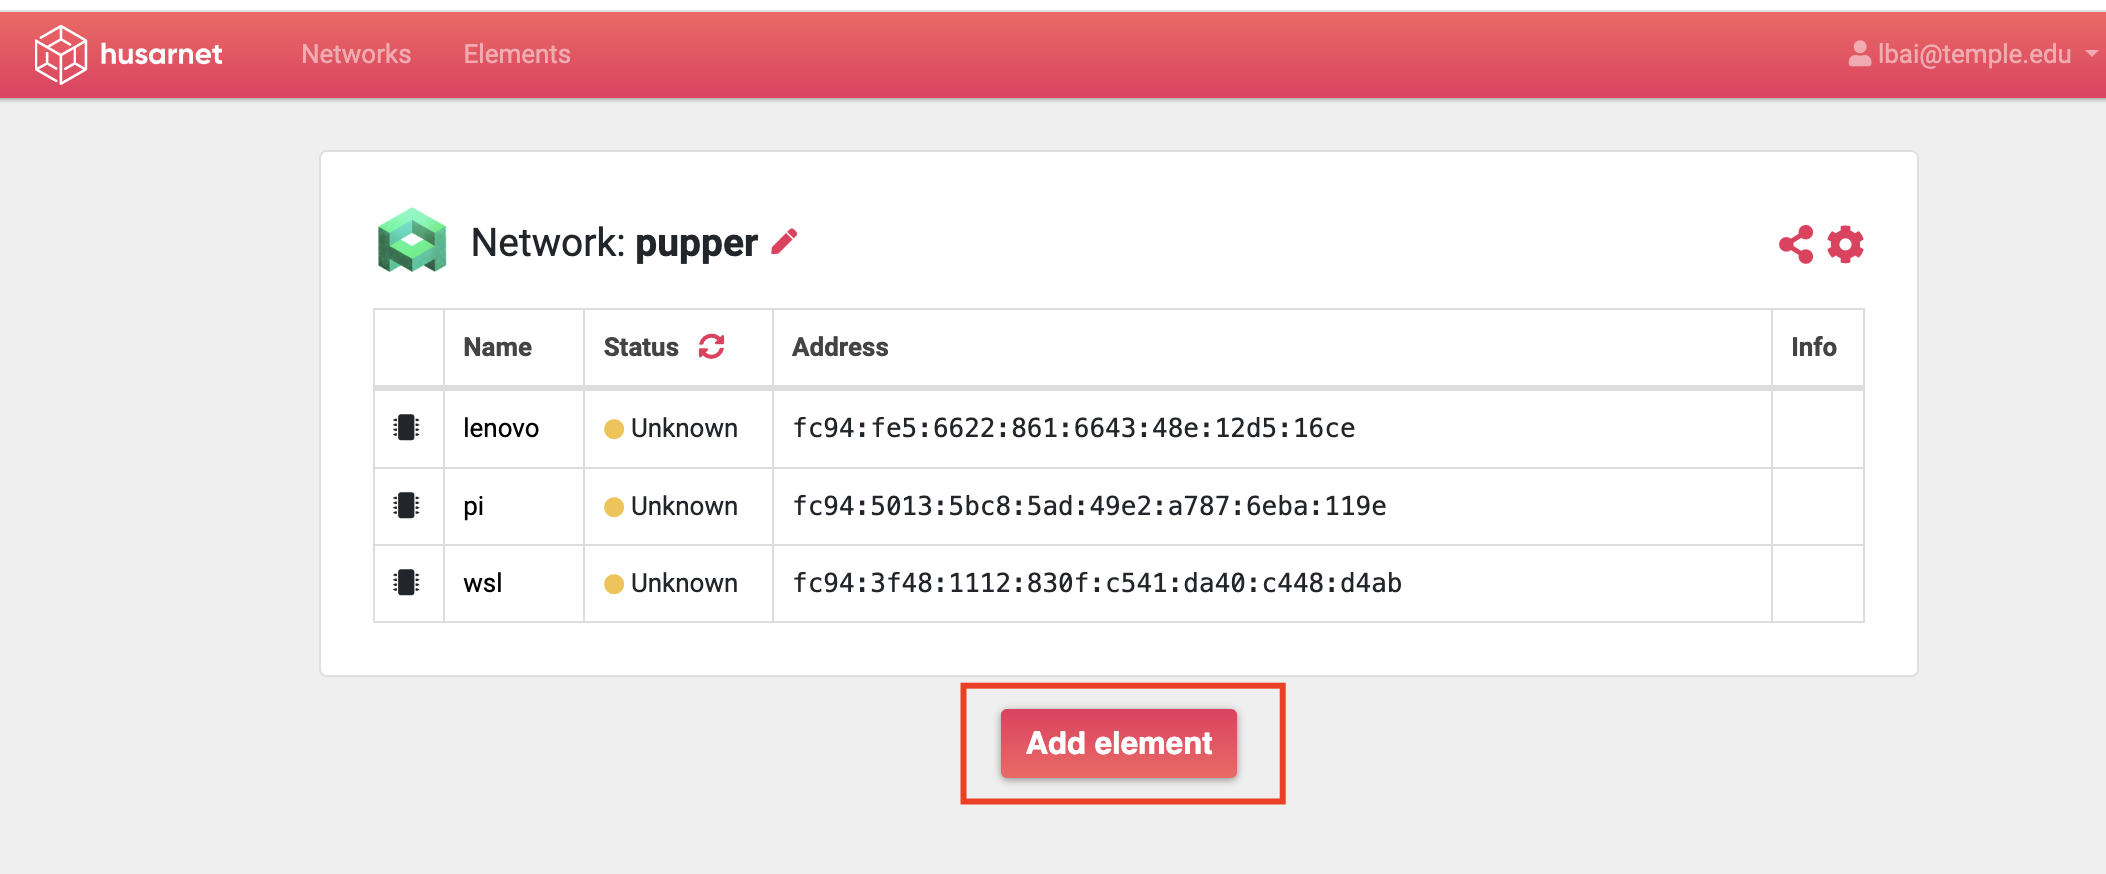 husarnet Networks Elements lbai@temple.edu
Network: pupper
Name Status Address Info
lenovo Unknown fc94:fe5:6622:861:6643:48e:12d5:16ce
pi Unknown fc94:5013:5bc8:5ad:49e2:a787:6eba:119e
wsl Unknown fc94:3f48:1112:830f:c541:da40:c448:d4ab
Add element